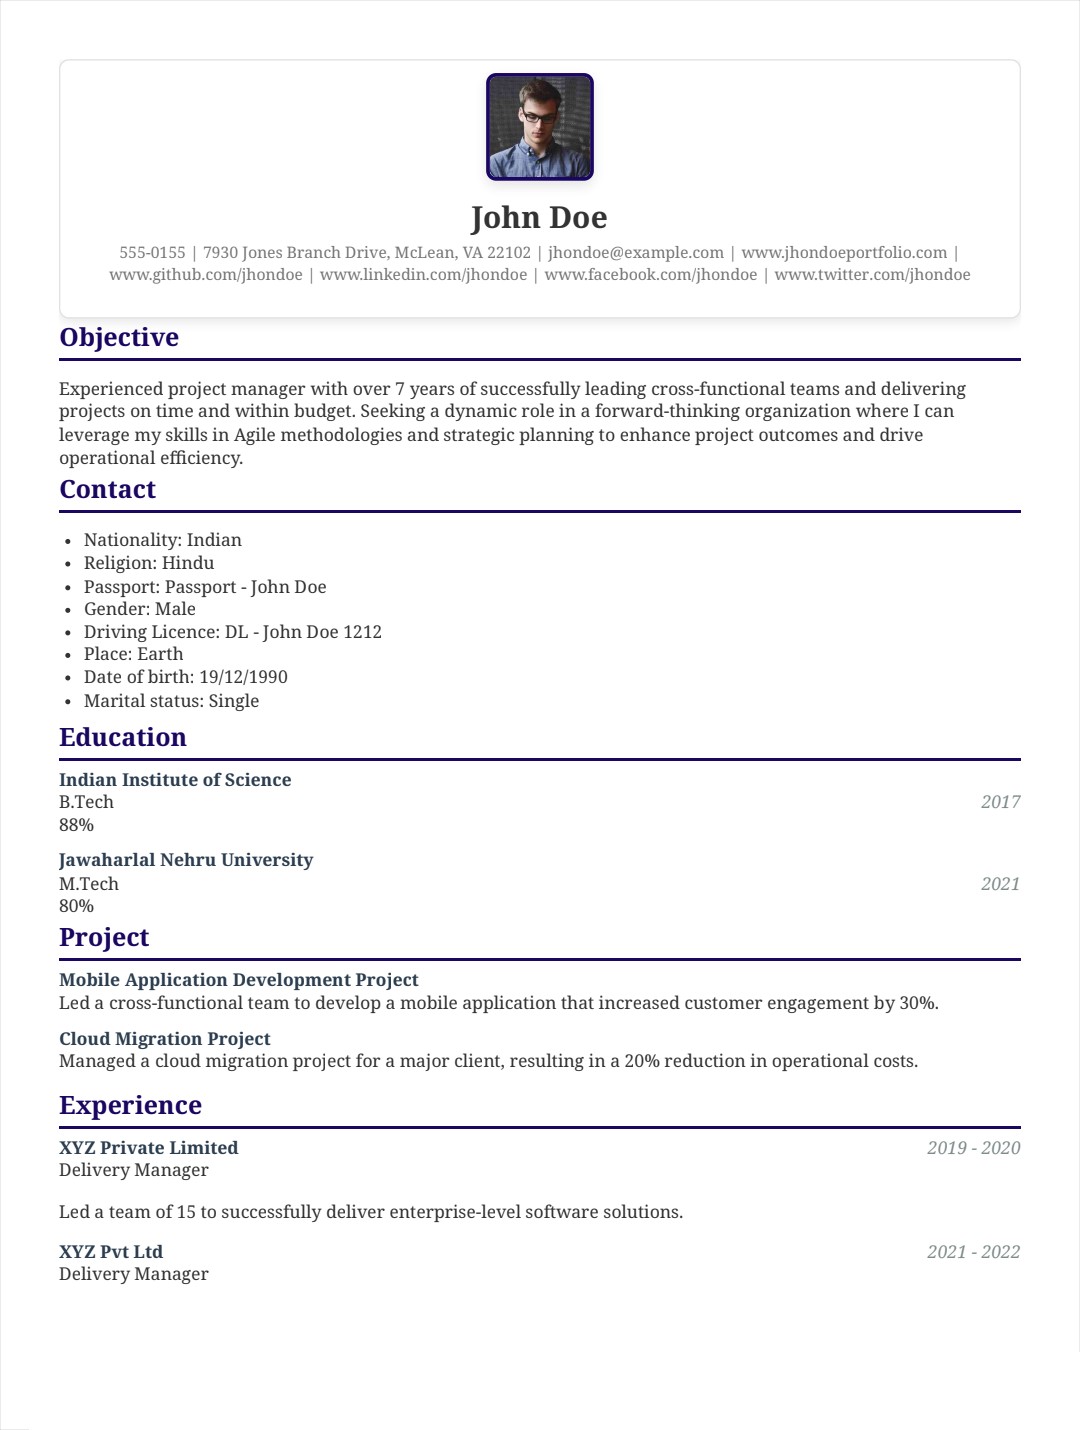 John Doe
555-0155 | 7930 Jones Branch Drive, McLean, VA 22102 | jhondoe@example.com | www.jhondoeportfolio.com |
www.github.com/jhondoe | www.linkedin.com/jhondoe | www.facebook.com/jhondoe | www.twitter.com/jhondoe
Objective
Experienced project manager with over 7 years of successfully leading cross-functional teams and delivering
projects on time and within budget. Seeking a dynamic role in a forward-thinking organization where I can
leverage my skills in Agile methodologies and strategic planning to enhance project outcomes and drive
operational efficiency.
Contact
• Nationality: Indian
• Religion: Hindu
• Passport: Passport - John Doe
• Gender: Male
• Driving Licence: DL - John Doe 1212
• Place: Earth
• Date of birth: 19/12/1990
• Marital status: Single
Education
Indian Institute of Science
B.Tech 2017
88%
Jawaharlal Nehru University
M.Tech 2021
80%
Project
Mobile Application Development Project
Led a cross-functional team to develop a mobile application that increased customer engagement by 30%.
Cloud Migration Project
Managed a cloud migration project for a major client, resulting in a 20% reduction in operational costs.
Experience
XYZ Private Limited 2019 - 2020
Delivery Manager
Led a team of 15 to successfully deliver enterprise-level software solutions.
XYZ Pvt Ltd 2021 - 2022
Delivery Manager